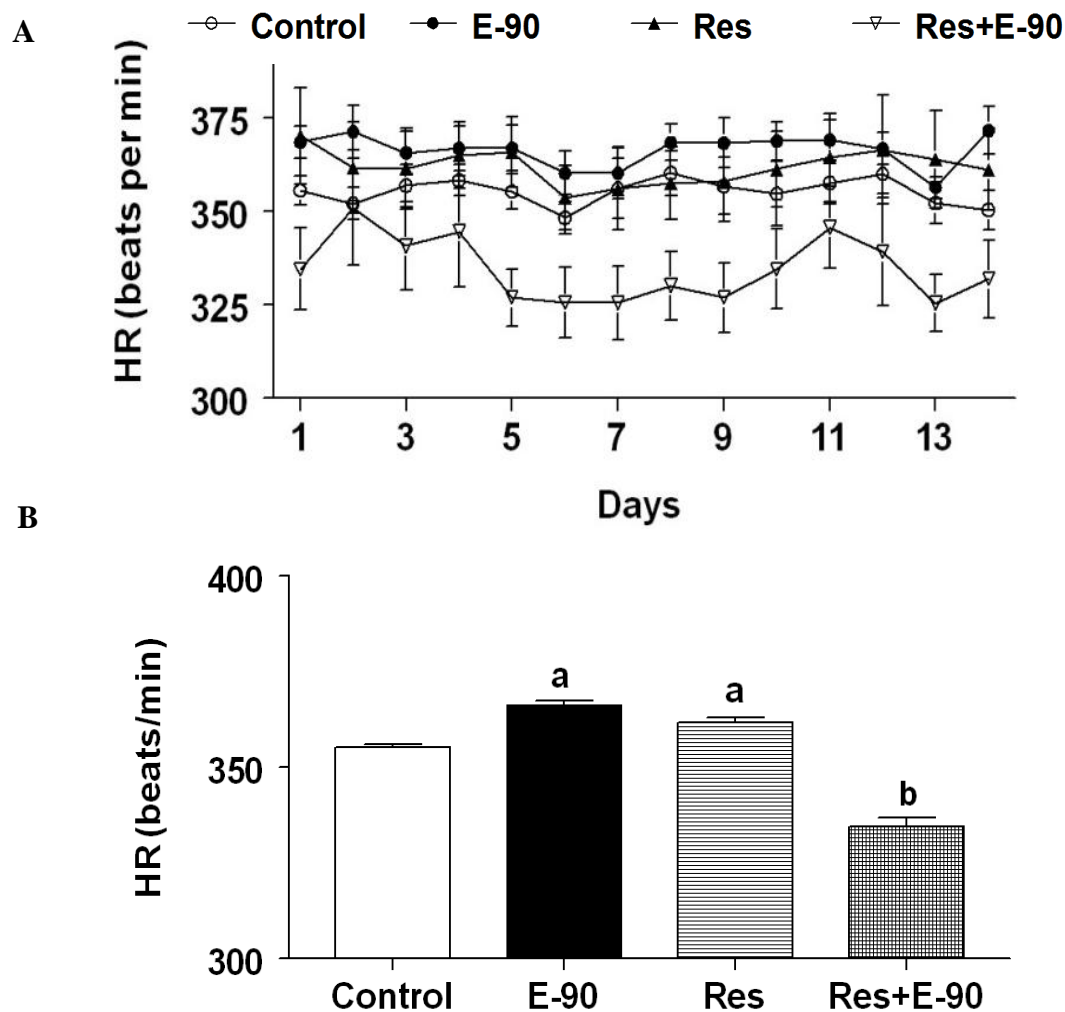 A
Control E-90 Res Res+E-90
HR (beats per min)
375
350
325
300
1 3 5 7 9 11 13
Days
B
HR (beats/min)
400
350
300
a
a
b
Control E-90 Res Res+E-90